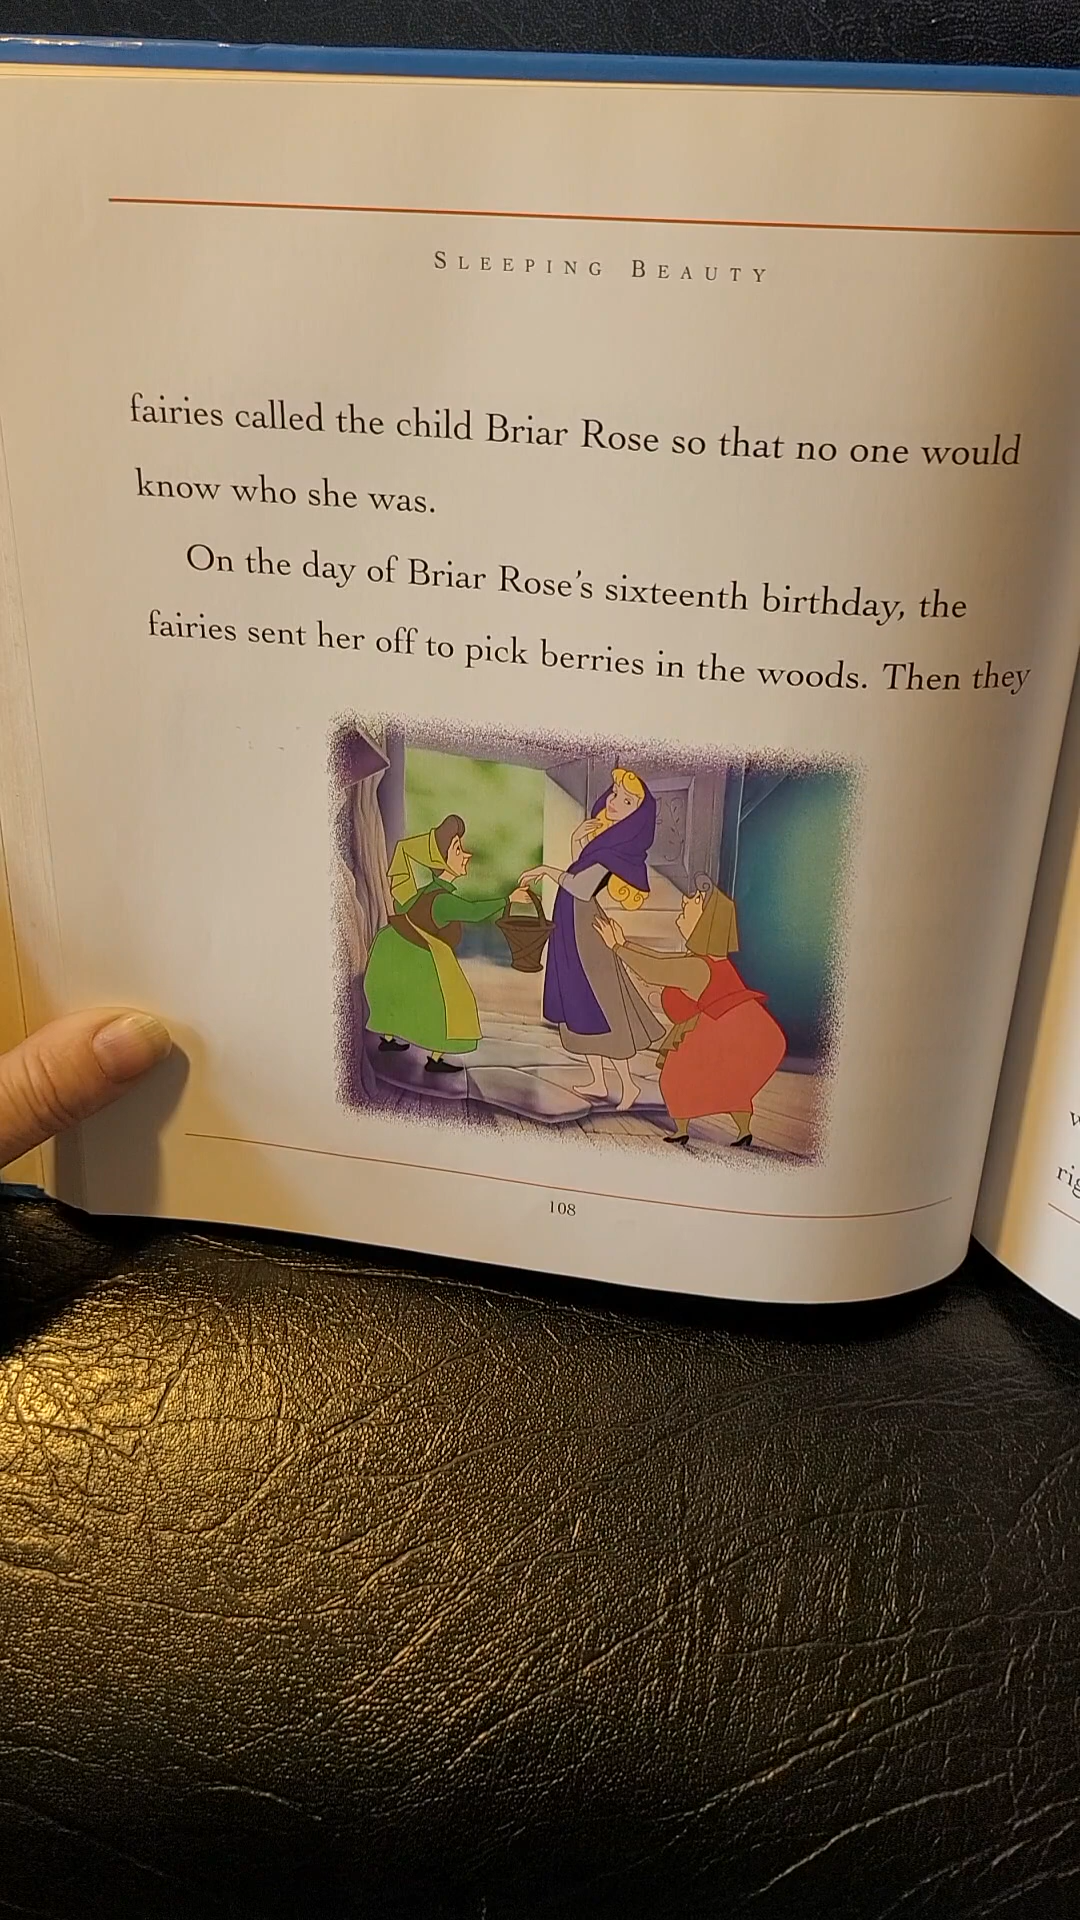 SLEEPING BEAUTY
fairies called the child Briar Rose so that no one would
know who she was.
On the day of Briar Rose's sixteenth birthday, the
fairies sent her off to pick berries in the woods. Then they
108